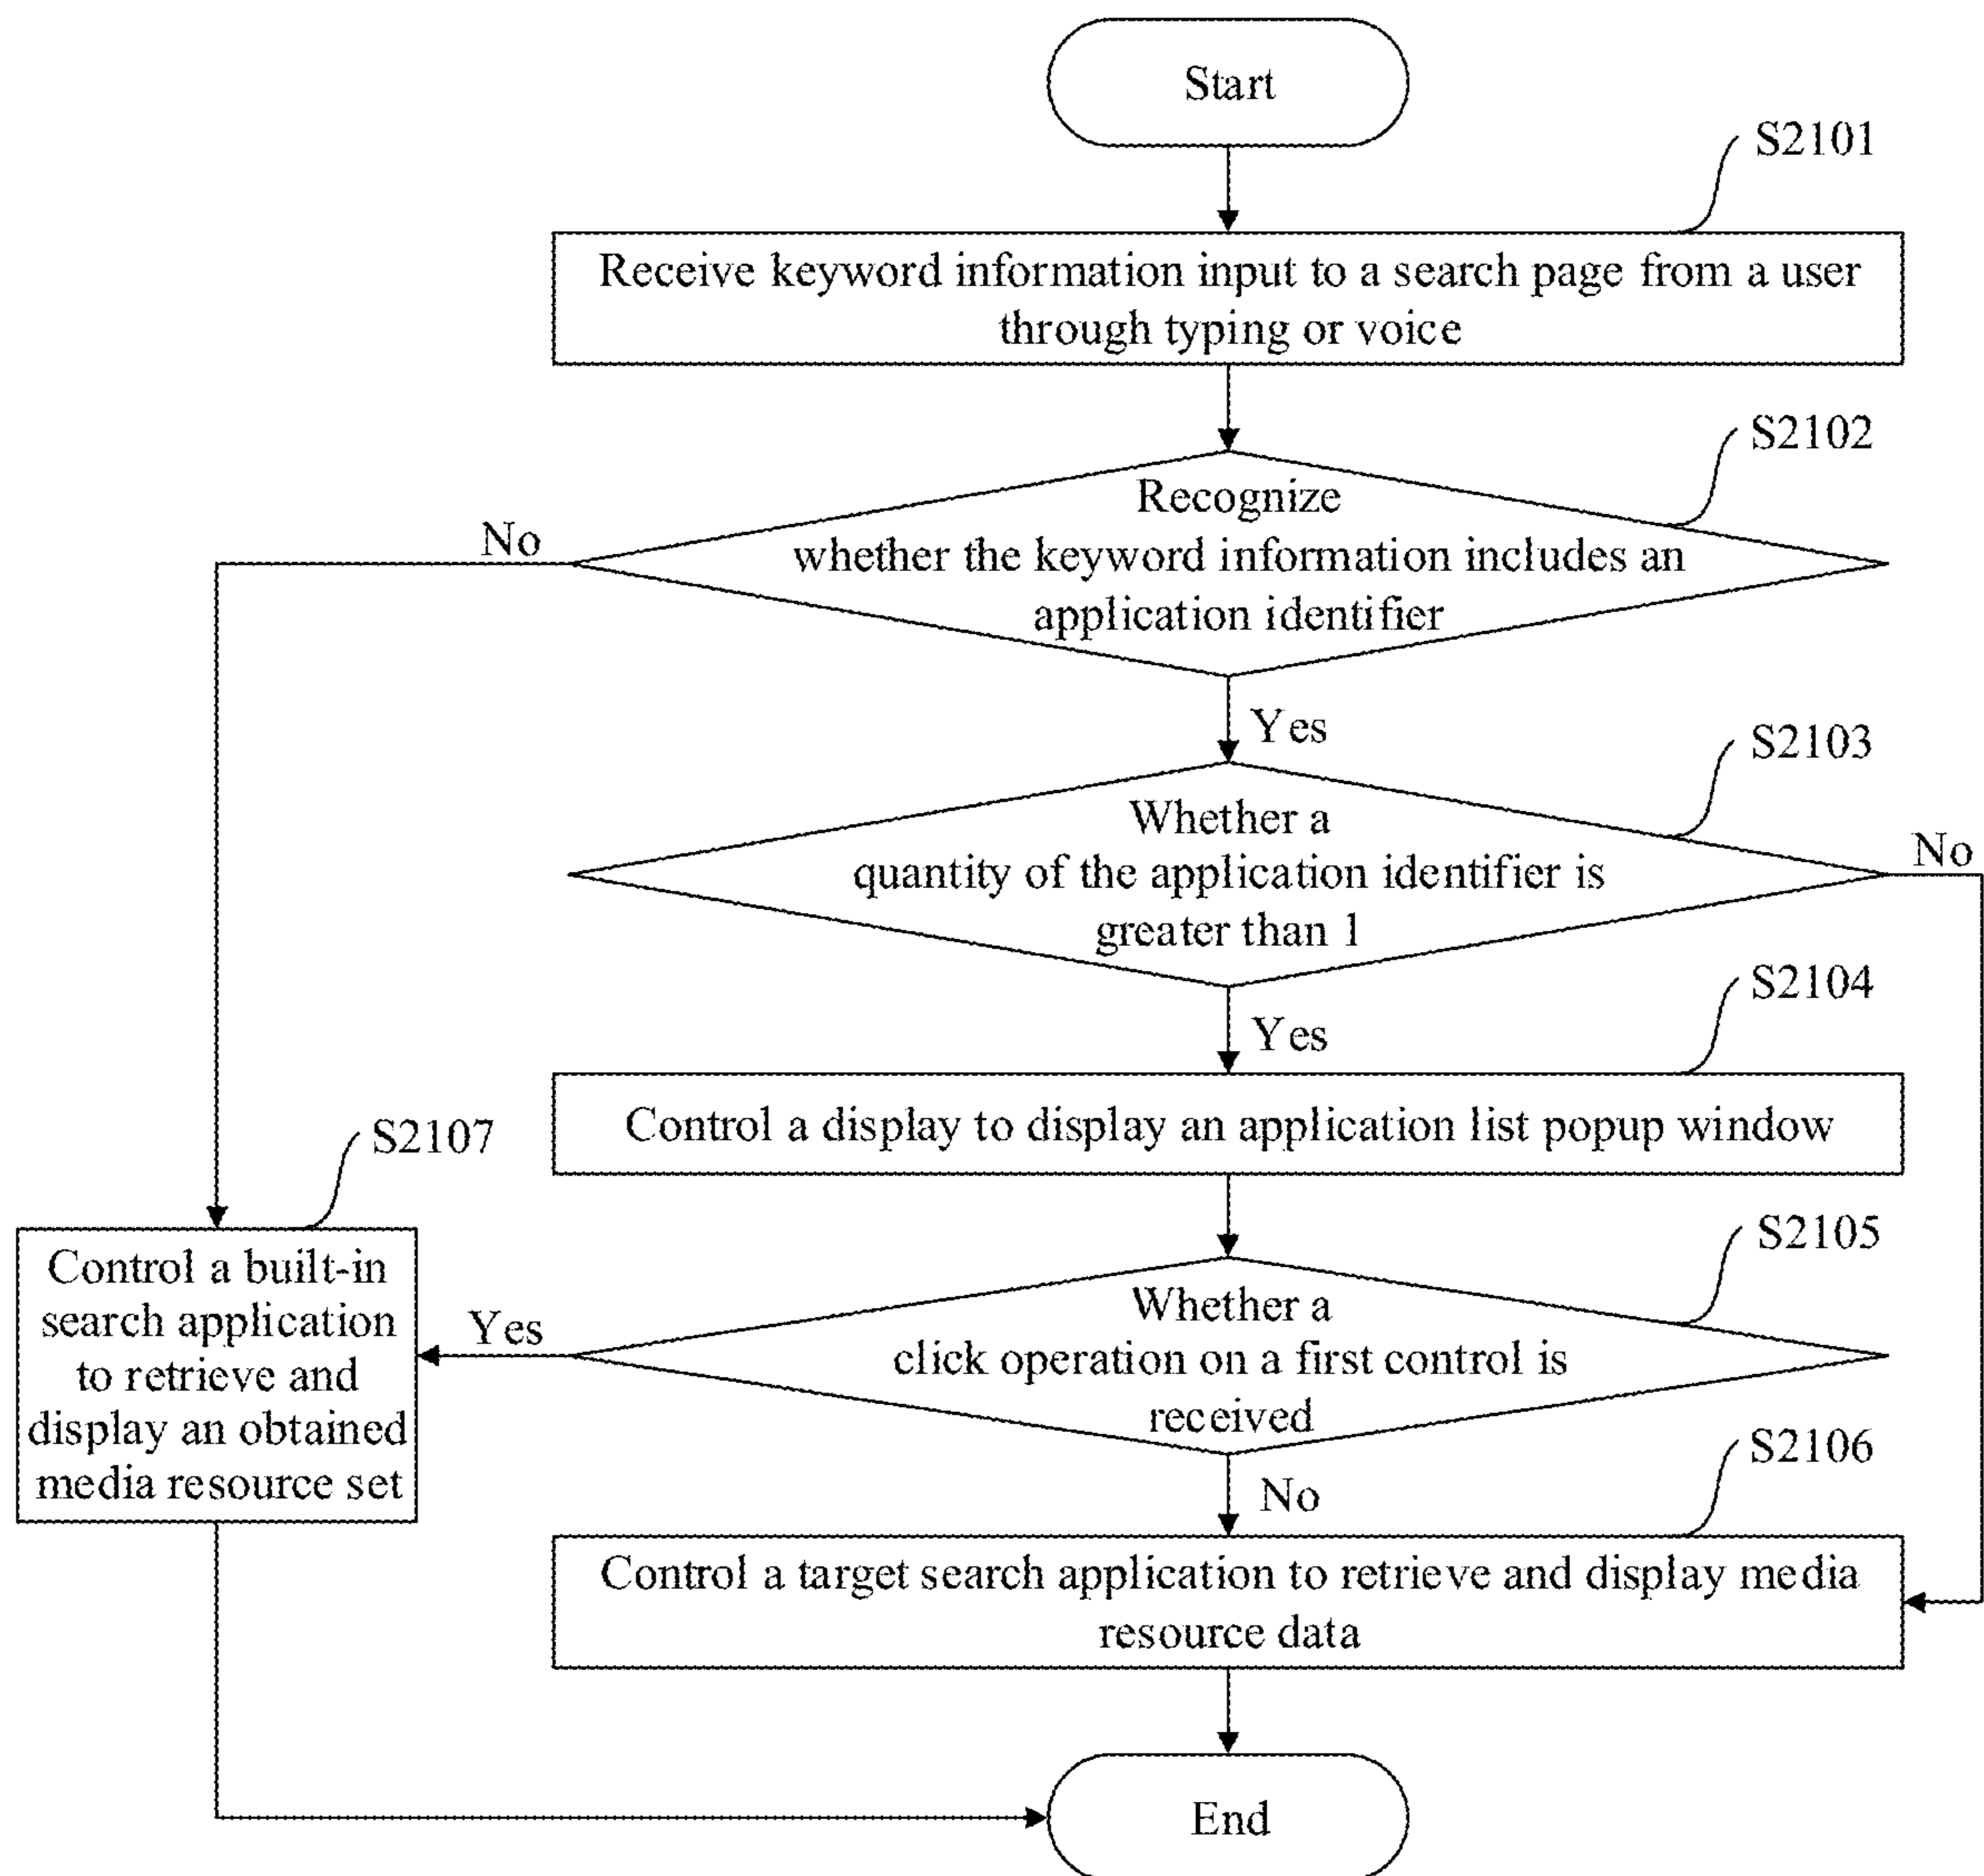 Start
S2101
Receive keyword information input to a search page from a user
through typing or voice
S2102
Recognize
whether the keyword information includes an
application identifier
No
Yes
S2103
Whether a
quantity of the application identifier is
greater than 1
No
Yes
S2104
Control a display to display an application list popup window
S2107
Control a built-in
search application
to retrieve and
display an obtained
media resource set
S2105
Whether a
click operation on a first control is
received
Yes
No
S2106
Control a target search application to retrieve and display media
resource data
End